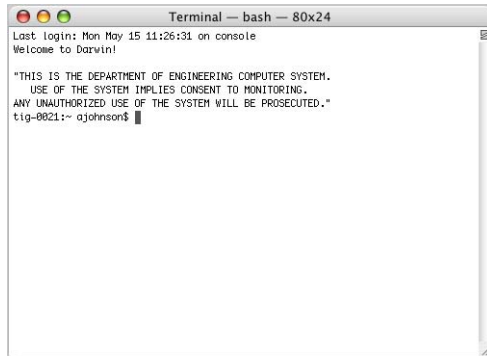 Terminal — bash — 80x24
Last login: Mon May 15 11:26:31 on console
Welcome to Darwin!
"THIS IS THE DEPARTMENT OF ENGINEERING COMPUTER SYSTEM.
USE OF THE SYSTEM IMPLIES CONSENT TO MONITORING.
ANY UNAUTHORIZED USE OF THE SYSTEM WILL BE PROSECUTED."
tig-0021:~ ajohnson$